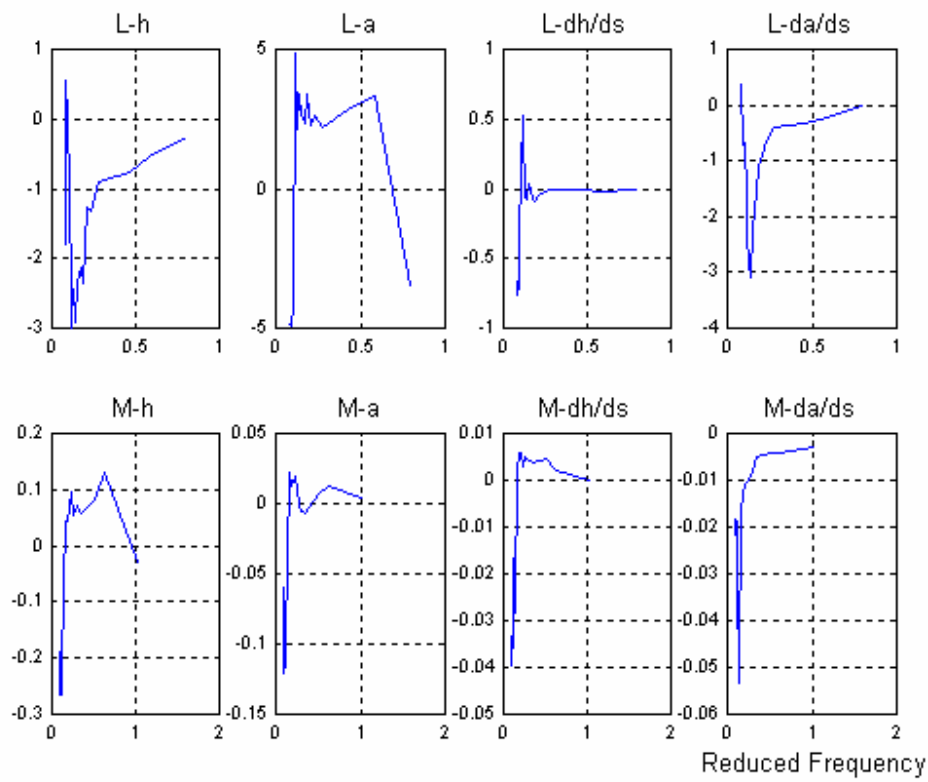 L-h L-a L-dh/ds L-da/ds
1 5 1 1
0 0 0.5 0
-1 0 -1
-2 -0.5 -2
-3 -5 -1 -3
-4
0 0.5 1 0 0.5 1 0 0.5 1 0 0.5 1
M-h M-a M-dh/ds M-da/ds
0.2 0.05 0.01 0
0.1 0 0 -0.01
0 -0.05 -0.01 -0.02
-0.1 -0.1 -0.02 -0.03
-0.2 -0.15 -0.03 -0.04
-0.3 -0.04 -0.05
-0.05 -0.06
0 1 2 0 1 2 0 1 2 0 1 2
Reduced Frequency